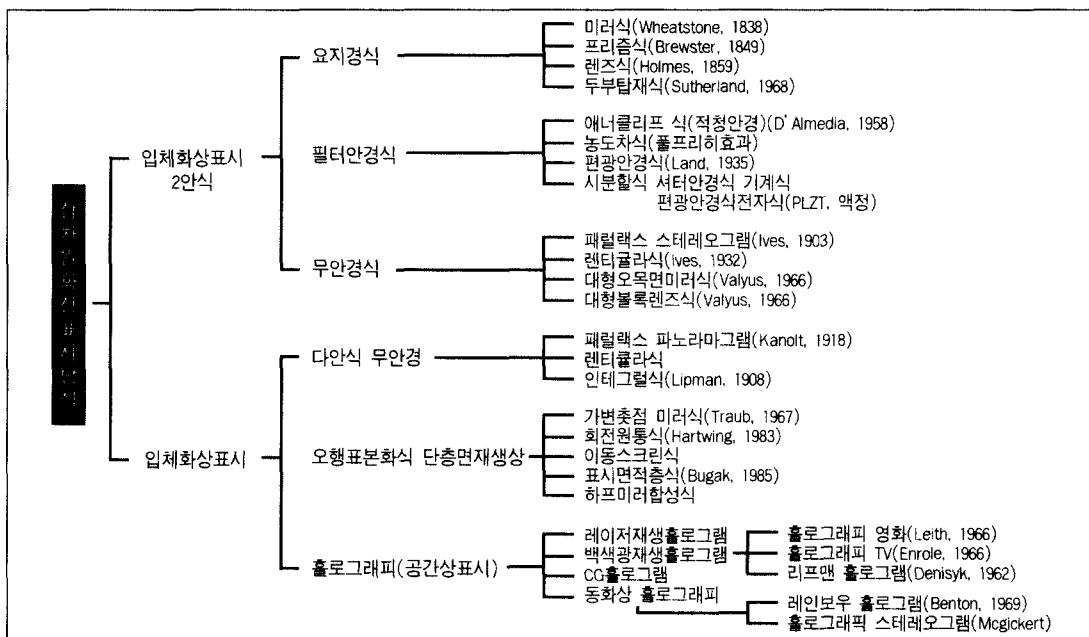 미러식(Wheatstone, 1838)
프리즘식(Brewster, 1849)
요지경식
렌즈식(Holmes, 1859)
두부탑재식(Sutherland, 1968)
애너클리프 식(적청안경)(D'Almedia, 1958)
농도차식(풀프리히효과)
입체화상표시
2안식
필터안경식
편광안경식(Land, 1935)
시분할식 셔터안경식 기계식
편광안경식전자식(PLZT, 액정)
패럴랙스 스테레오그램(Ives, 1903)
무안경식
렌티큘라식(Ives, 1932)
대형오목면미러식(Valyus, 1966)
대형볼록렌즈식(Valyus, 1966)
패럴랙스 파노라마그램(Kanolt, 1918)
다안식 무안경
렌티큘라식
인테그럴식(Lipman, 1908)
가변촛점 미러식(Traub, 1967)
회전원통식(Hartwing, 1983)
입체화상표시
오행표본화식 단층면재생상
이동스크린식
표시면적층식(Bugak, 1985)
하프미러합성식
레이저재생홀로그램
홀로그래피 영화(Leith, 1966)
백색광재생홀로그램
홀로그래피 TV(Enrole, 1966)
홀로그래피(공간상표시)
CG홀로그램
리프맨 홀로그램(Denisyk, 1962)
동화상 홀로그래피
레인보우 홀로그램(Benton, 1969)
홀로그래픽 스테레오그램(Mcgickert)